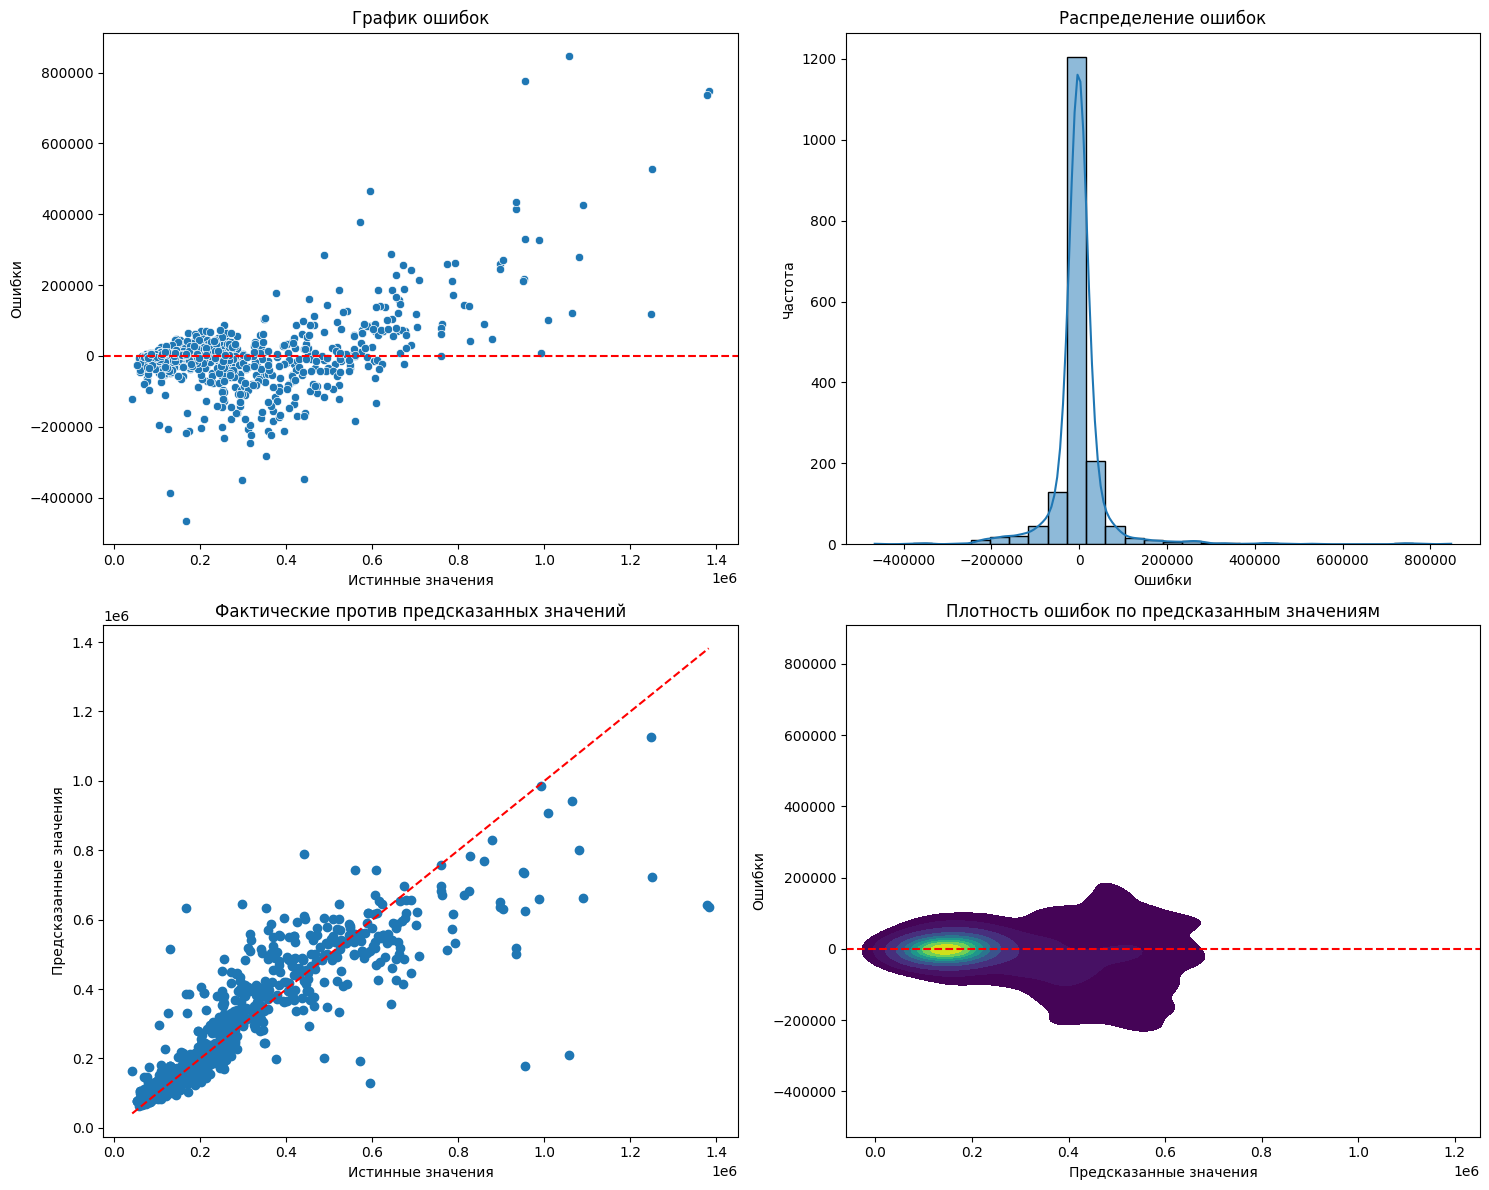 График ошибок
800000
600000
400000
200000
0
−200000
−400000
Ошибки
0.0 0.2 0.4 0.6 0.8 1.0 1.2 1.4
1e6
Истинные значения
Распределение ошибок
1200
1000
800
600
400
200
0
Частота
−400000 −200000 0 200000 400000 600000 800000
Ошибки
Фактические против предсказанных значений
1e6
1.4
1.2
1.0
0.8
0.6
0.4
0.2
0.0
Предсказанные значения
0.0 0.2 0.4 0.6 0.8 1.0 1.2 1.4
1e6
Истинные значения
Плотность ошибок по предсказанным значениям
800000
600000
400000
200000
0
−200000
−400000
Ошибки
0.0 0.2 0.4 0.6 0.8 1.0 1.2
1e6
Предсказанные значения